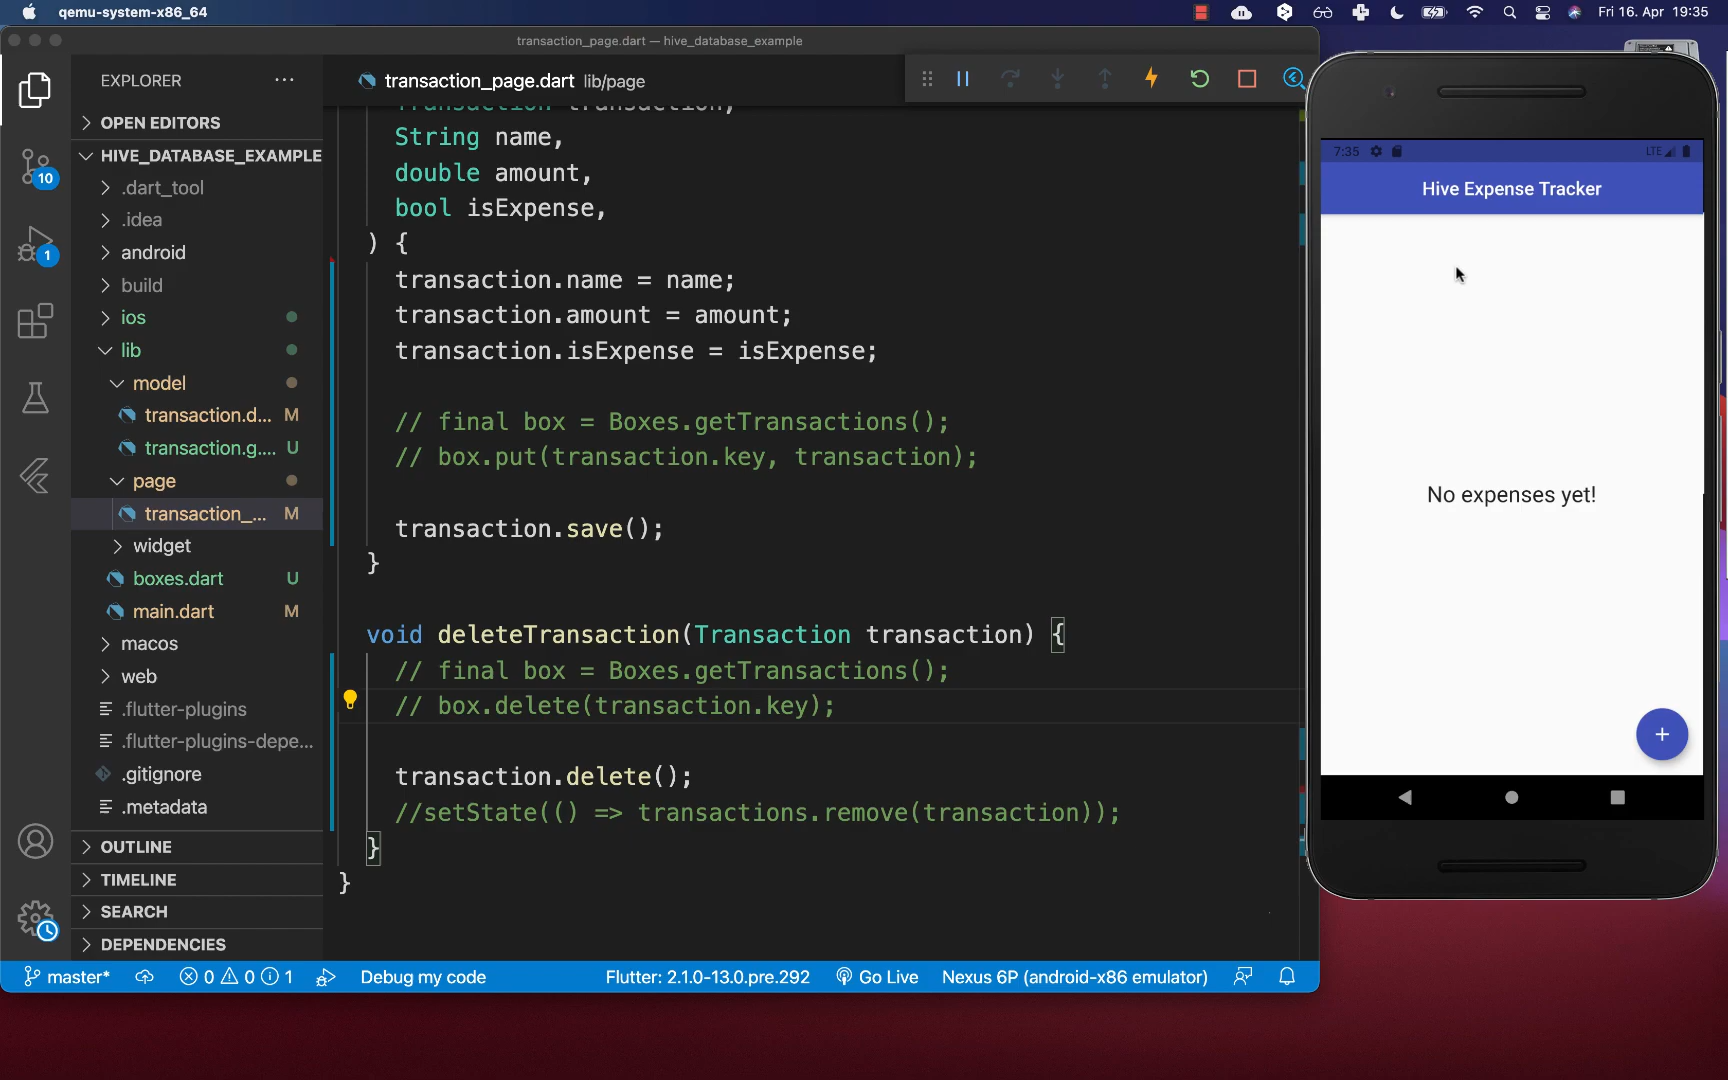 qemu-system-x86_64
Fri 16. Apr 19:35
transaction_page.dart — hive_database_example
EXPLORER
OPEN EDITORS
HIVE_DATABASE_EXAMPLE
.dart_tool
.idea
android
build
ios
lib
model
transaction.d... M
transaction.g.... U
page
transaction_... M
widget
boxes.dart U
main.dart M
macos
web
.flutter-plugins
.flutter-plugins-depe...
.gitignore
.metadata
OUTLINE
TIMELINE
SEARCH
DEPENDENCIES
10
1
transaction_page.dart lib/page
Transaction transaction,
String name,
double amount,
bool isExpense,
) {
transaction.name = name;
transaction.amount = amount;
transaction.isExpense = isExpense;
// final box = Boxes.getTransactions();
// box.put(transaction.key, transaction);
transaction.save();
}
void deleteTransaction(Transaction transaction) {
// final box = Boxes.getTransactions();
// box.delete(transaction.key);
transaction.delete();
//setState(() => transactions.remove(transaction));
}
}
7:35 LTE
Hive Expense Tracker
No expenses yet!
+
master* 0 0 1 Debug my code Flutter: 2.1.0-13.0.pre.292 Go Live Nexus 6P (android-x86 emulator)